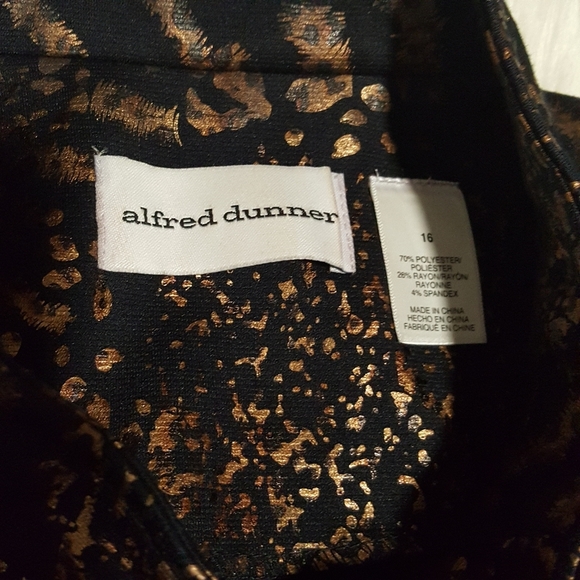 alfred dunner
16
70% POLYESTER/
POLIÉSTER
26% RAYON/RAYÓN/
RAYONNE
4% SPANDEX
MADE IN CHINA
HECHO EN CHINA
FABRIQUÉ EN CHINE